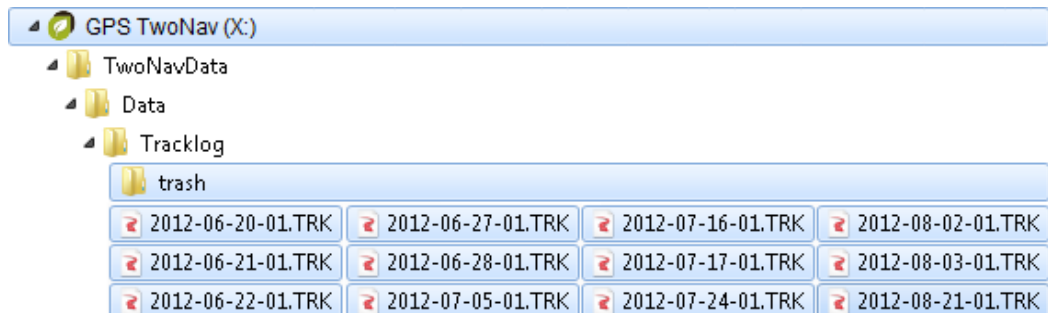 GPS TwoNav (X:)
TwoNavData
Data
Tracklog
trash
2012-06-20-01.TRK 2012-06-27-01.TRK 2012-07-16-01.TRK 2012-08-02-01.TRK
2012-06-21-01.TRK 2012-06-28-01.TRK 2012-07-17-01.TRK 2012-08-03-01.TRK
2012-06-22-01.TRK 2012-07-05-01.TRK 2012-07-24-01.TRK 2012-08-21-01.TRK